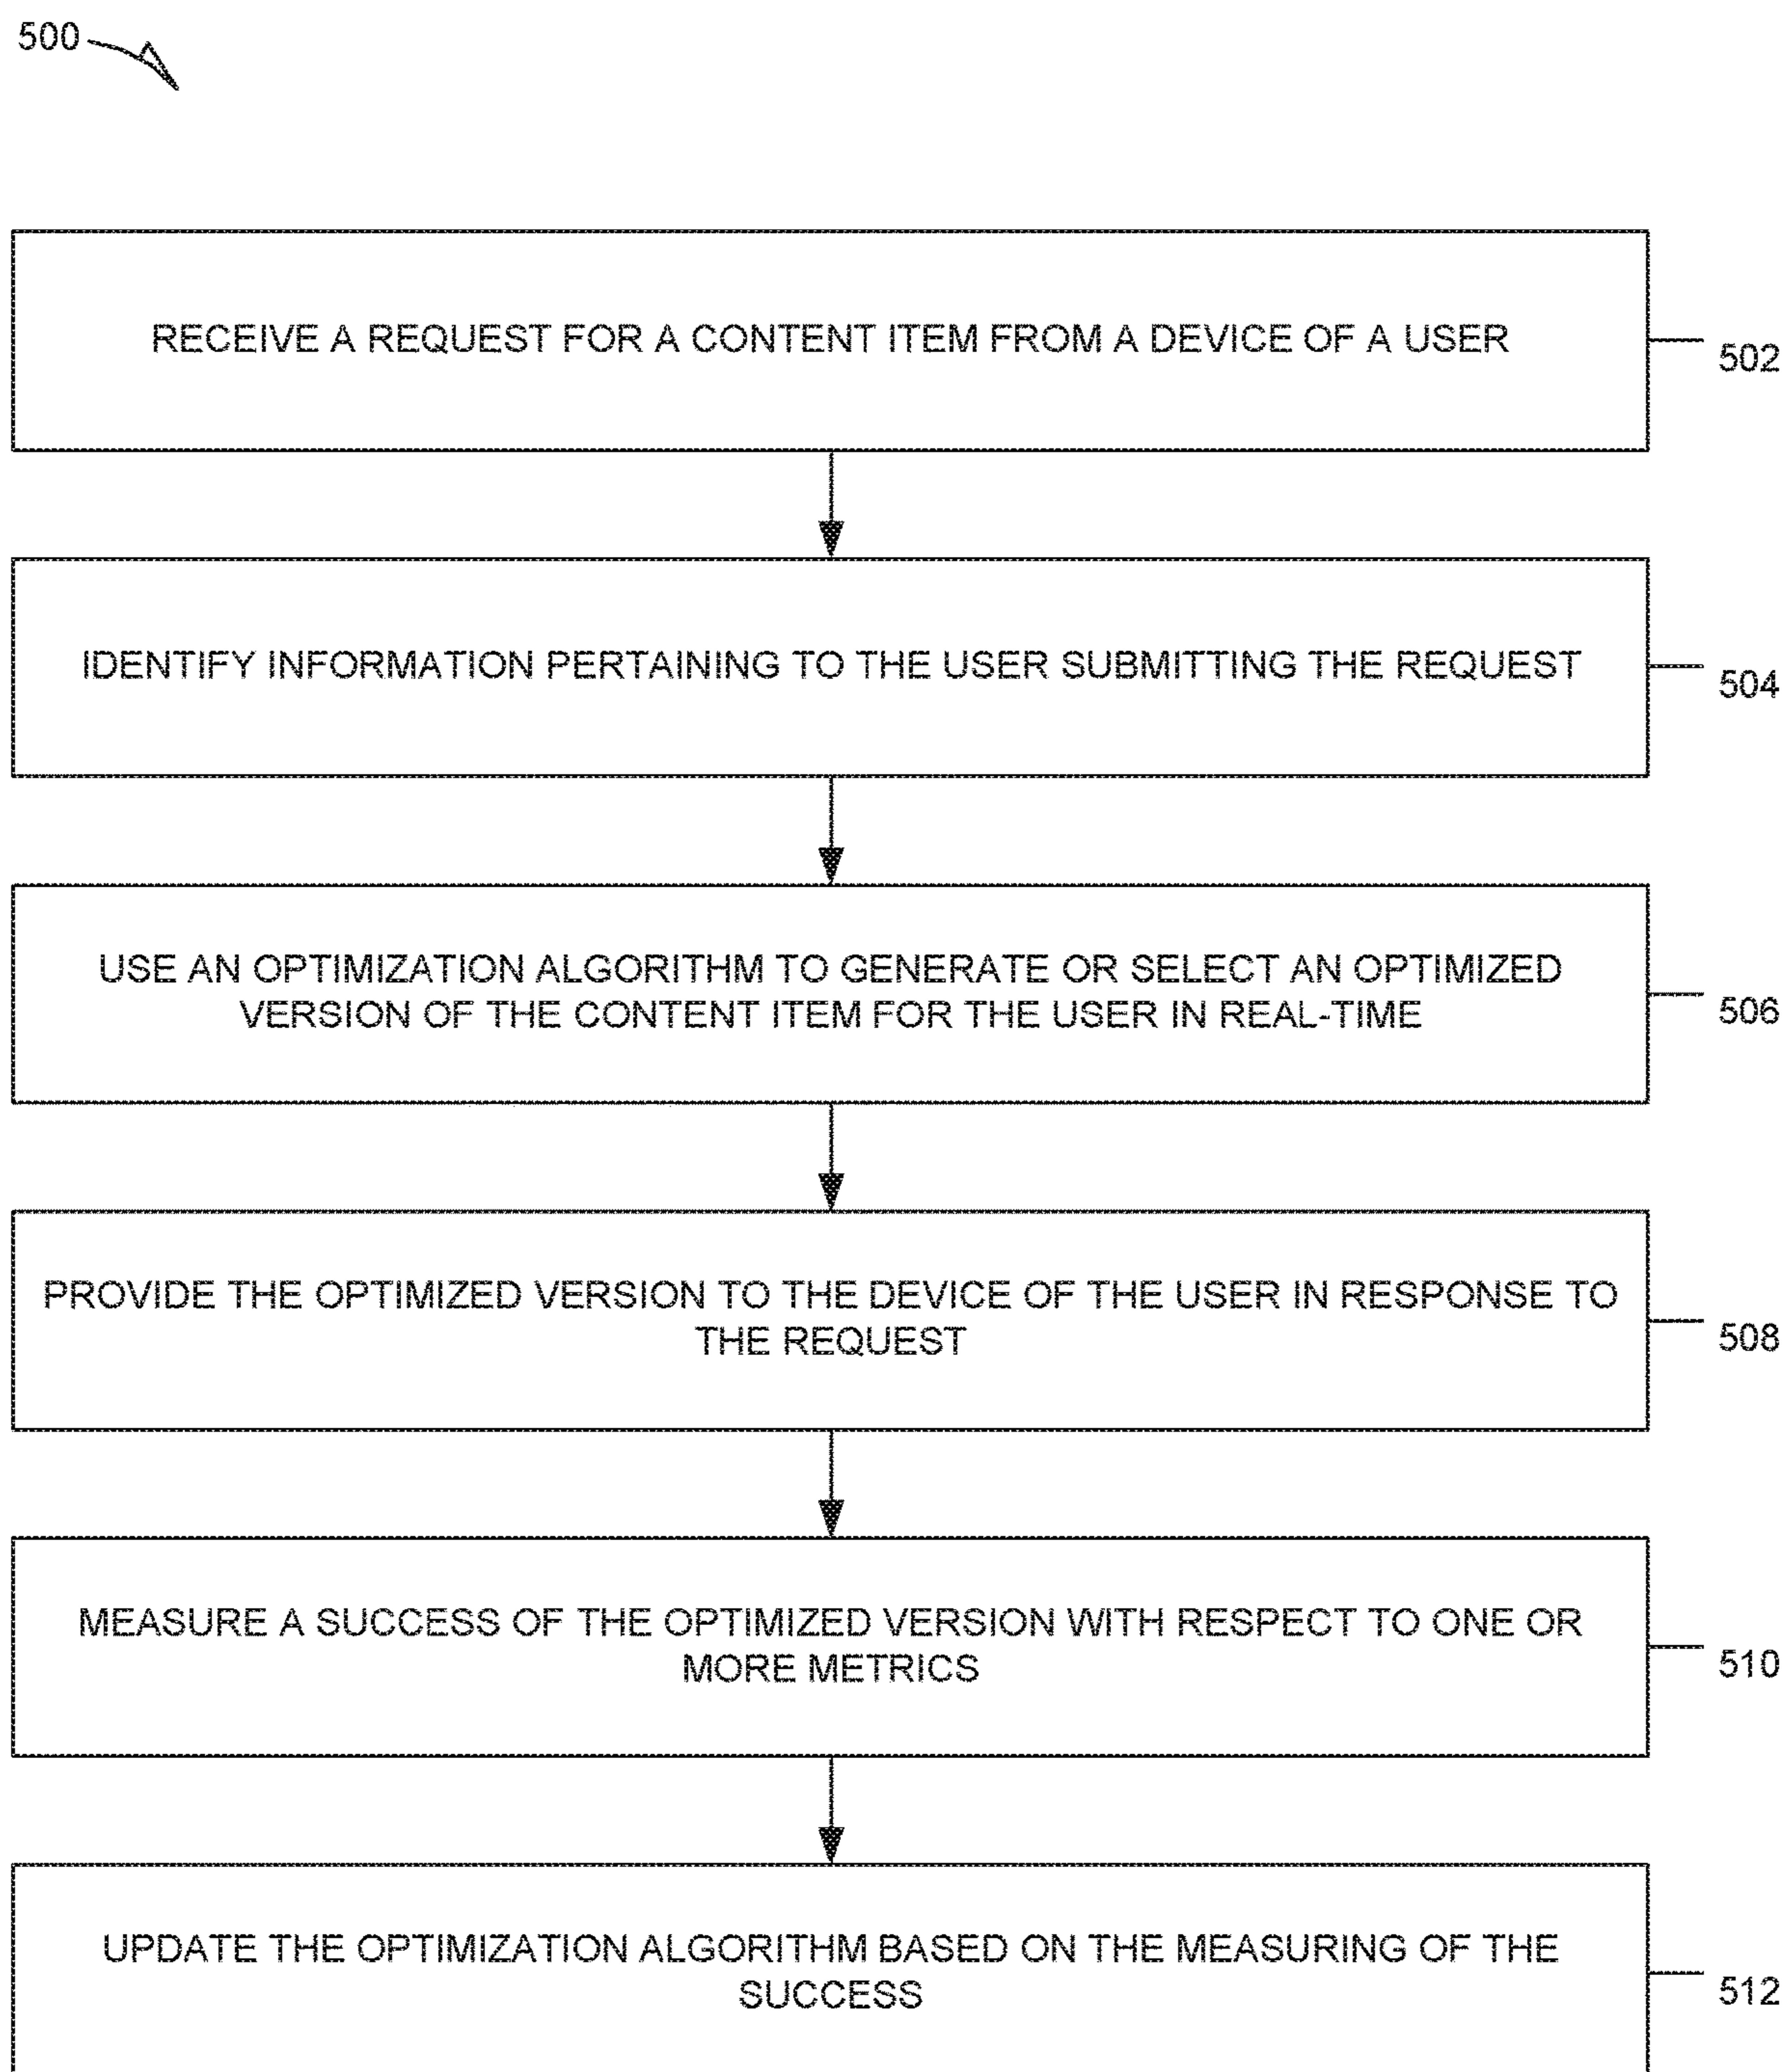 500
RECEIVE A REQUEST FOR A CONTENT ITEM FROM A DEVICE OF A USER
502
IDENTIFY INFORMATION PERTAINING TO THE USER SUBMITTING THE REQUEST
504
USE AN OPTIMIZATION ALGORITHM TO GENERATE OR SELECT AN OPTIMIZED
VERSION OF THE CONTENT ITEM FOR THE USER IN REAL-TIME
506
PROVIDE THE OPTIMIZED VERSION TO THE DEVICE OF THE USER IN RESPONSE TO
THE REQUEST
508
MEASURE A SUCCESS OF THE OPTIMIZED VERSION WITH RESPECT TO ONE OR
MORE METRICS
510
UPDATE THE OPTIMIZATION ALGORITHM BASED ON THE MEASURING OF THE
SUCCESS
512